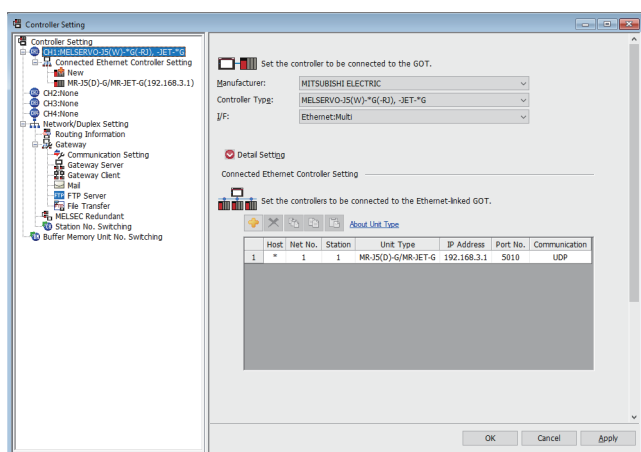 Controller Setting
Controller Setting
CH1:MELSERVO-J5(W)-*G(-RJ), -JET-*G
Connected Ethernet Controller Setting
New
MR-J5(D)-G/MR-JET-G(192.168.3.1)
CH2:None
CH3:None
CH4:None
Network/Duplex Setting
Routing Information
Gateway
Communication Setting
Gateway Server
Gateway Client
Mail
FTP Server
File Transfer
MELSEC Redundant
Station No. Switching
Buffer Memory Unit No. Switching
Set the controller to be connected to the GOT.
Manufacturer: MITSUBISHI ELECTRIC
Controller Type: MELSERVO-J5(W)-*G(-RJ), -JET-*G
I/F: Ethernet:Multi
Detail Setting
Connected Ethernet Controller Setting
Set the controllers to be connected to the Ethernet-linked GOT.
About Unit Type
Host Net No. Station Unit Type IP Address Port No. Communication
1 * 1 1 MR-J5(D)-G/MR-JET-G 192.168.3.1 5010 UDP
OK Cancel Apply